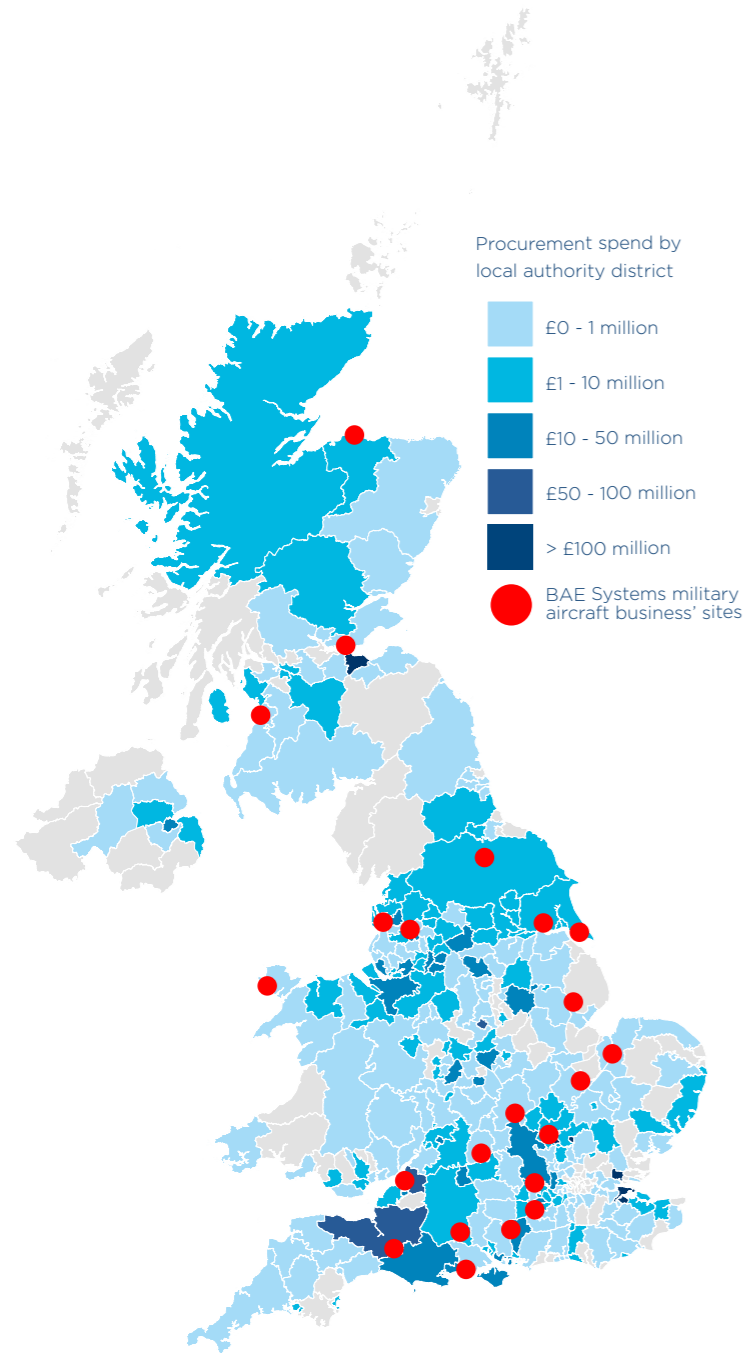 Procurement spend by
local authority district
£0 - 1 million
£1 - 10 million
£10 - 50 million
£50 - 100 million
> £100 million
BAE Systems military
aircraft business’ sites